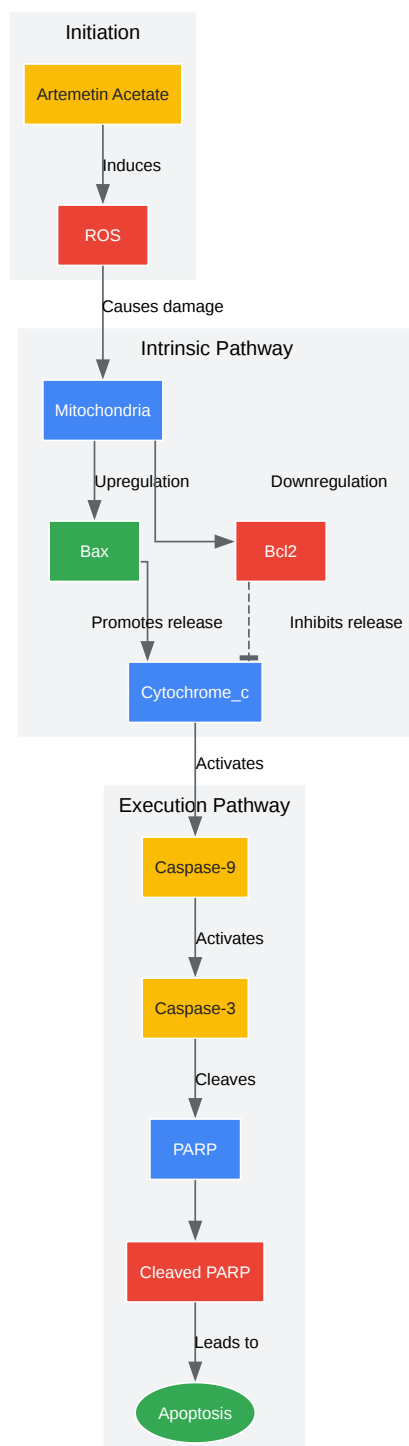 Initiation
Artemetin Acetate
Induces
ROS
Causes damage
Intrinsic Pathway
Mitochondria
Upregulation
Downregulation
Bax
Bcl2
Promotes release
Inhibits release
Cytochrome_c
Activates
Execution Pathway
Caspase-9
Activates
Caspase-3
Cleaves
PARP
Cleaved PARP
Leads to
Apoptosis